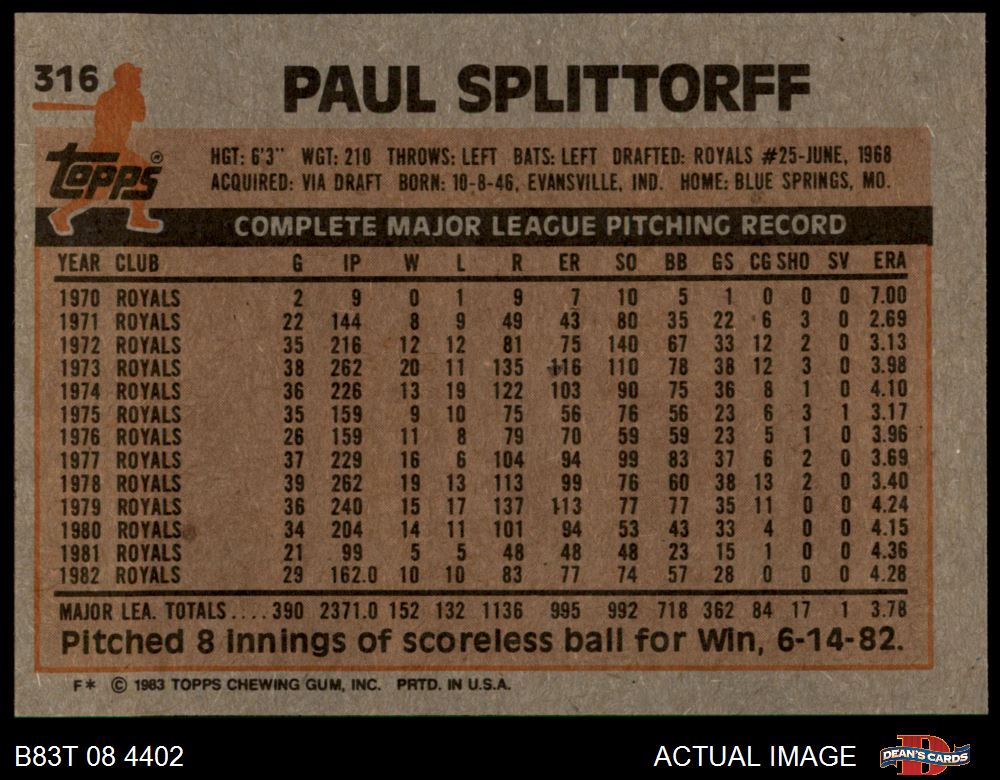 316
PAUL SPLITTORFF
topps®
HGT: 6'3" WGT: 210 THROWS: LEFT BATS: LEFT DRAFTED: ROYALS #25-JUNE, 1968
ACQUIRED: VIA DRAFT BORN: 10-8-46, EVANSVILLE, IND. HOME: BLUE SPRINGS, MO.
COMPLETE MAJOR LEAGUE PITCHING RECORD
YEAR CLUB G IP W L R ER SO BB GS CG SHO SV ERA
1970 ROYALS 2 9 0 1 9 7 10 5 1 0 0 0 7.00
1971 ROYALS 22 144 8 9 49 43 80 35 22 6 3 0 2.69
1972 ROYALS 35 216 12 12 81 75 140 67 33 12 2 0 3.13
1973 ROYALS 38 262 20 11 135 116 110 78 38 12 3 0 3.98
1974 ROYALS 36 226 13 19 122 103 90 75 36 8 1 0 4.10
1975 ROYALS 35 159 9 10 75 56 76 56 23 6 3 1 3.17
1976 ROYALS 26 159 11 8 79 70 59 59 23 5 1 0 3.96
1977 ROYALS 37 229 16 6 104 94 99 83 37 6 2 0 3.69
1978 ROYALS 39 262 19 13 113 99 76 60 38 13 2 0 3.40
1979 ROYALS 36 240 15 17 137 113 77 77 35 11 0 0 4.24
1980 ROYALS 34 204 14 11 101 94 53 43 33 4 0 0 4.15
1981 ROYALS 21 99 5 5 48 48 48 23 15 1 0 0 4.36
1982 ROYALS 29 162.0 10 10 83 77 74 57 28 0 0 0 4.28
MAJOR LEA. TOTALS.... 390 2371.0 152 132 1136 995 992 718 362 84 17 1 3.78
Pitched 8 innings of scoreless ball for Win, 6-14-82.
F* © 1983 TOPPS CHEWING GUM, INC. PRTD. IN U.S.A.
B83T 08 4402 ACTUAL IMAGE D DEAN'S CARDS